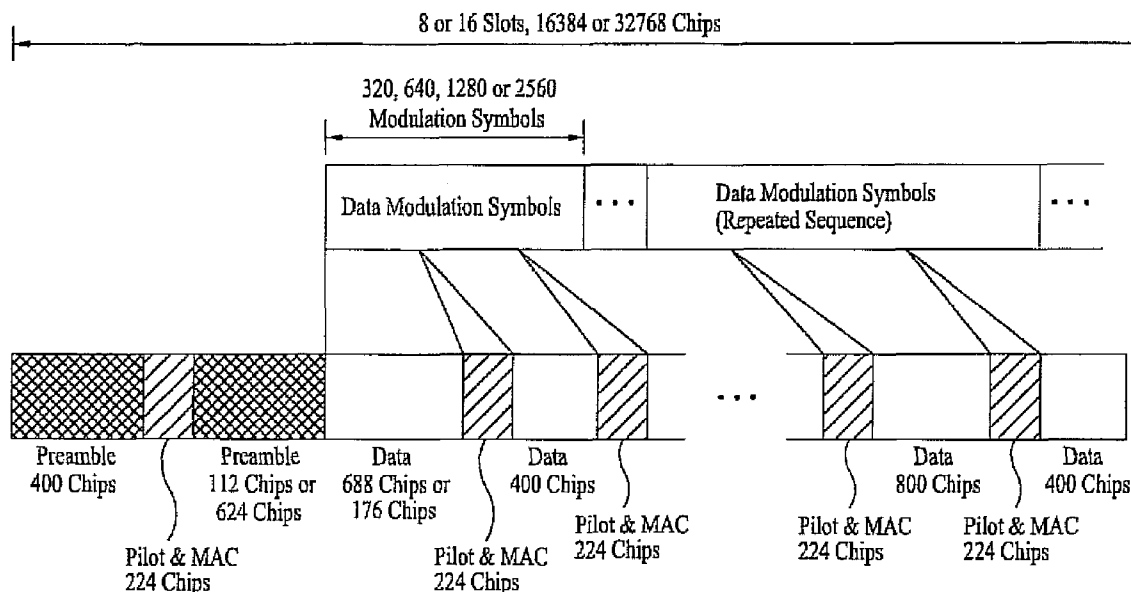 8 or 16 Slots, 16384 or 32768 Chips
320, 640, 1280 or 2560
Modulation Symbols
Data Modulation Symbols
• • •
Data Modulation Symbols
(Repeated Sequence)
• • •
• • •
Preamble
400 Chips
Preamble
112 Chips or
624 Chips
Data
688 Chips or
176 Chips
Data
400 Chips
Data
800 Chips
Data
400 Chips
Pilot & MAC
224 Chips
Pilot & MAC
224 Chips
Pilot & MAC
224 Chips
Pilot & MAC
224 Chips
Pilot & MAC
224 Chips